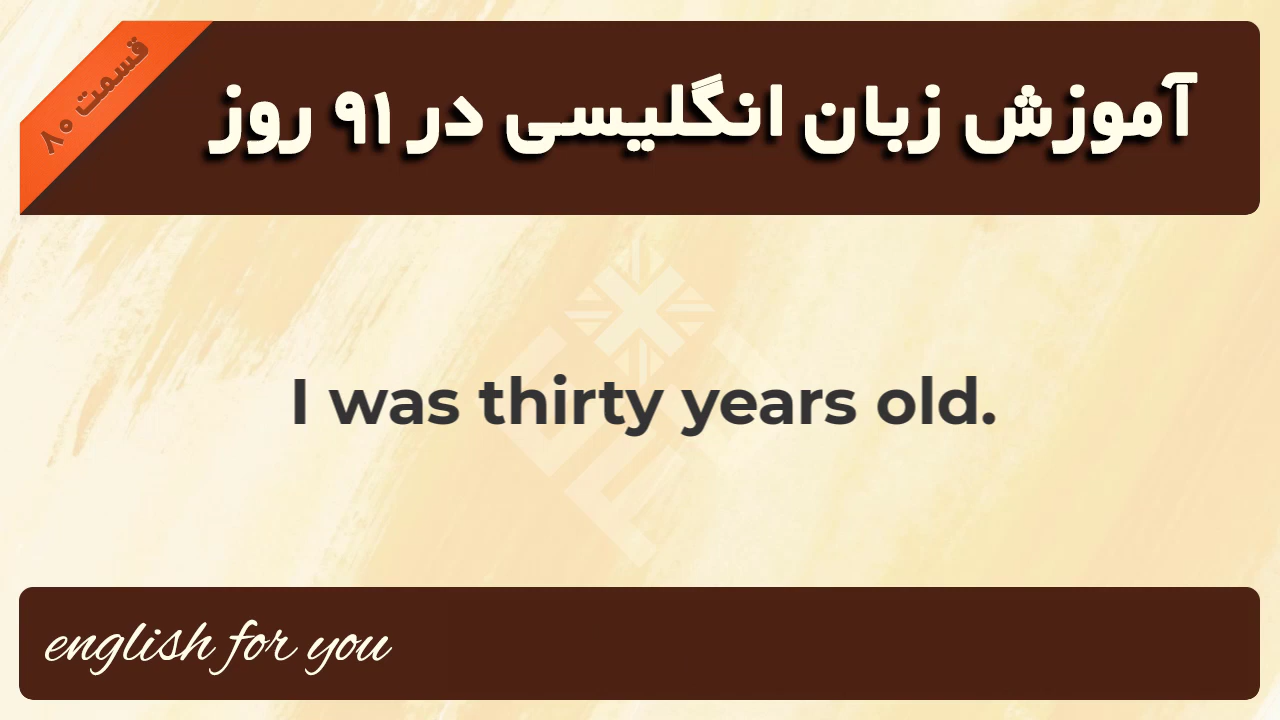 قسمت ۸۰
آموزش زبان انگلیسی در ۹۱ روز
I was thirty years old.
english for you